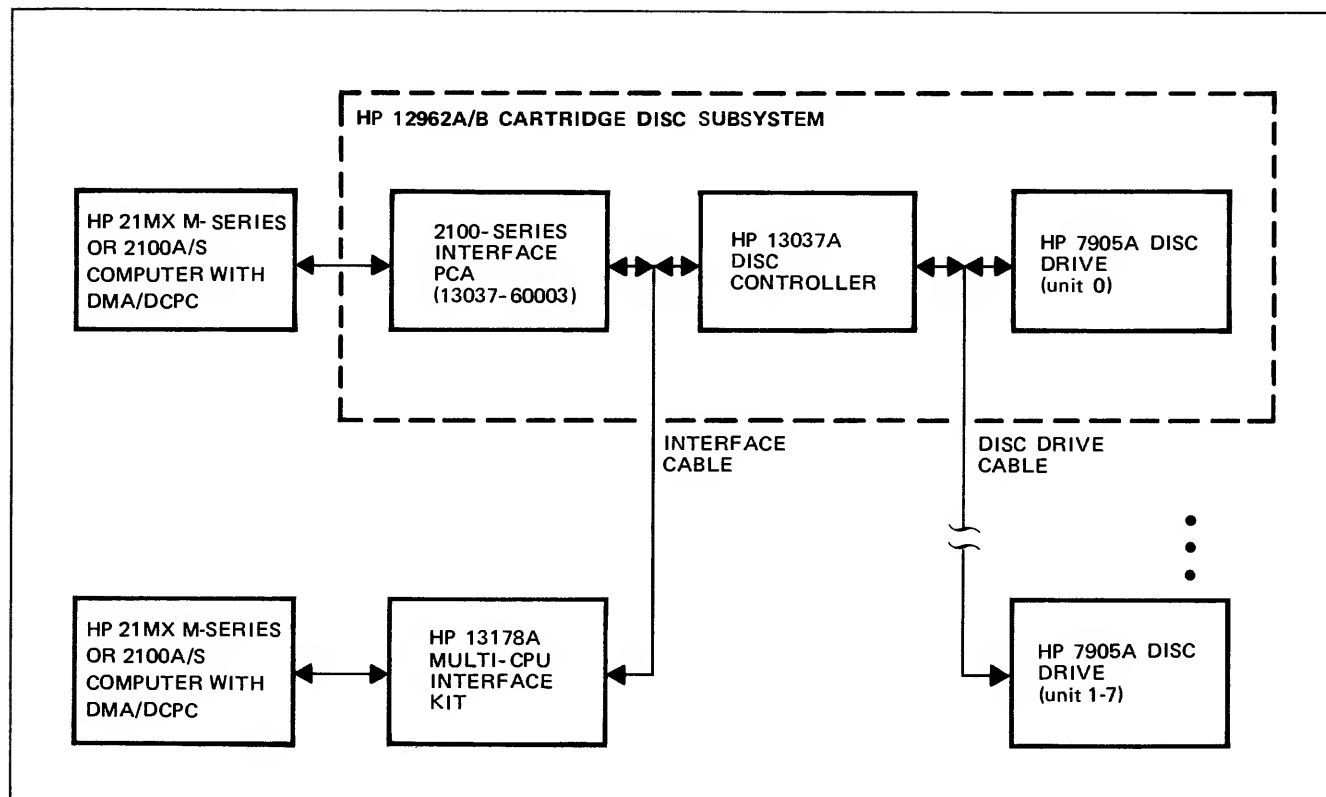 HP 12962A/B CARTRIDGE DISC SUBSYSTEM
HP 21MX M-SERIES
OR 2100A/S
COMPUTER WITH
DMA/DCPC
2100-SERIES
INTERFACE
PCA
(13037-60003)
HP 13037A
DISC
CONTROLLER
HP 7905A DISC
DRIVE
(unit 0)
INTERFACE
CABLE
DISC DRIVE
CABLE
HP 21MX M-SERIES
OR 2100A/S
COMPUTER WITH
DMA/DCPC
HP 13178A
MULTI-CPU
INTERFACE
KIT
HP 7905A DISC
DRIVE
(unit 1-7)